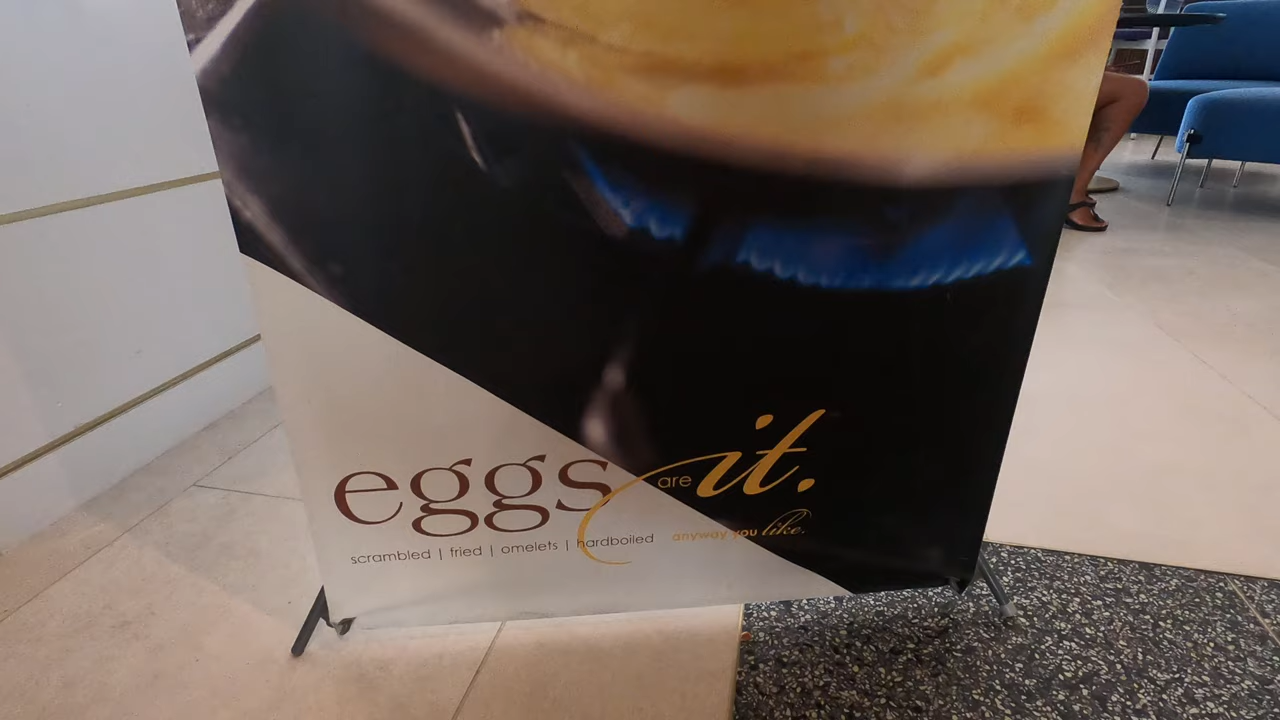 eggs are it.
scrambled | fried | omelets | hardboiled anyway you like.